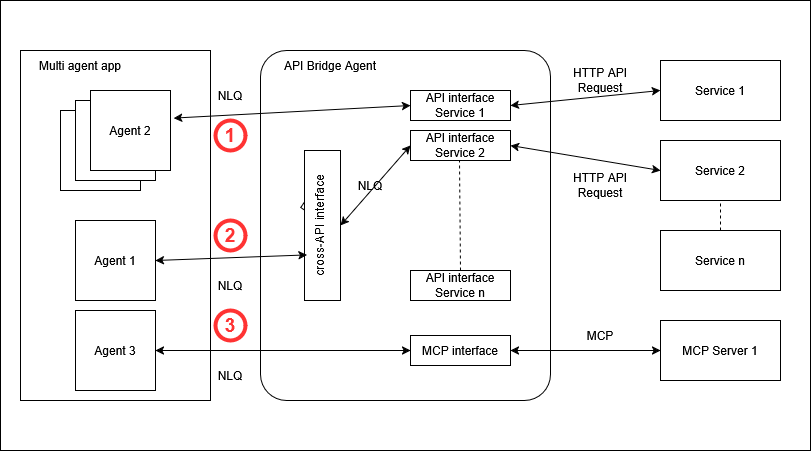 Multi agent app
API Bridge Agent
NLQ
HTTP API
Request
API interface
Service 1
Service 1
Agent 2
1
API interface
Service 2
NLQ
HTTP API
Request
Service 2
cross-API interface
2
Agent 1
NLQ
API interface
Service n
Service n
3
Agent 3
NLQ
MCP interface
MCP
MCP Server 1